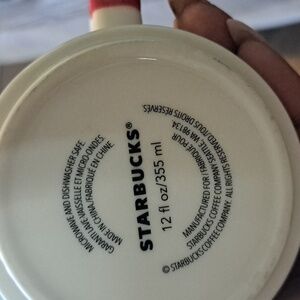 MICROWAVE AND DISHWASHER SAFE.
GARANTI LAVE-VAISSELLE ET MICRO-ONDES
MADE IN CHINA/FABRIQUÉ EN CHINE
STARBUCKS®
12 fl oz/355 ml
MANUFACTURED FOR / FABRIQUÉ POUR
STARBUCKS COFFEE COMPANY SEATTLE, WA 98134.
© STARBUCKS COFFEE COMPANY. ALL RIGHTS RESERVED./TOUS DROITS RÉSERVÉS.